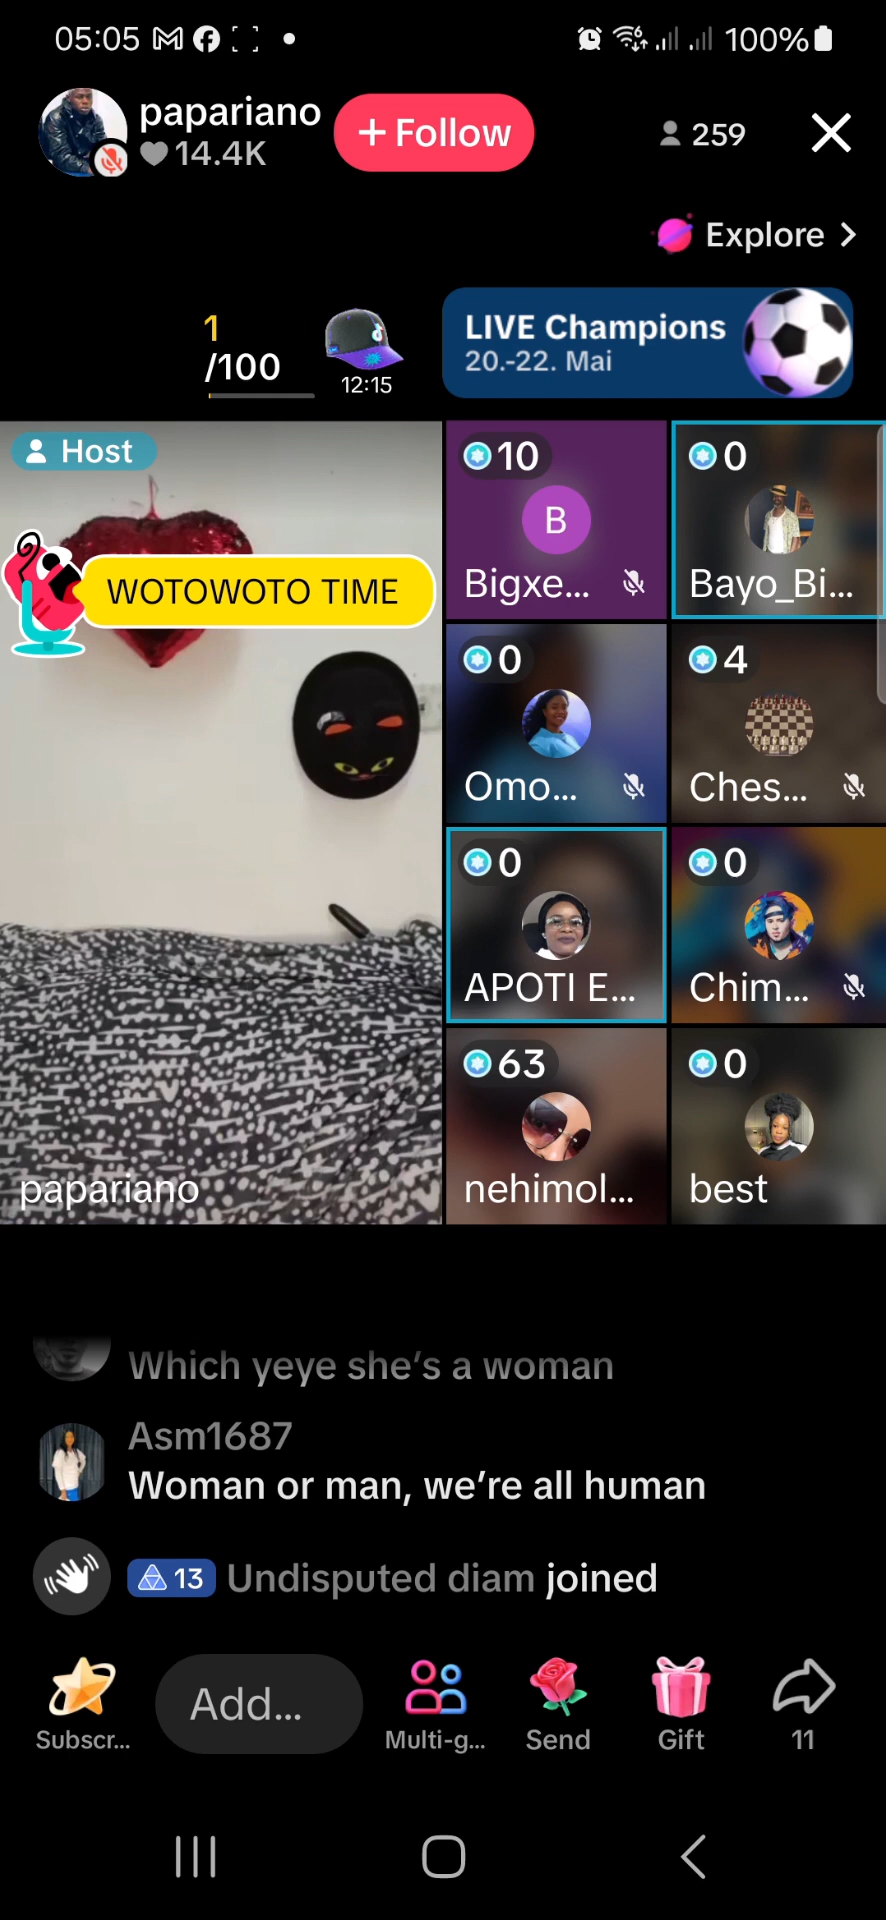 05:05
100%
papariano
14.4K
+ Follow
259
Explore
1
/100
12:15
LIVE Champions
20.-22. Mai
Host
WOTOWOTO TIME
papariano
10
B
Bigxe...
0
Bayo_Bi...
0
Omo...
4
Ches...
0
APOTI E...
0
Chim...
63
nehimol...
0
best
Which yeye she's a woman
Asm1687
Woman or man, we're all human
13 Undisputed diam joined
Subscr...
Add...
Multi-g...
Send
Gift
11